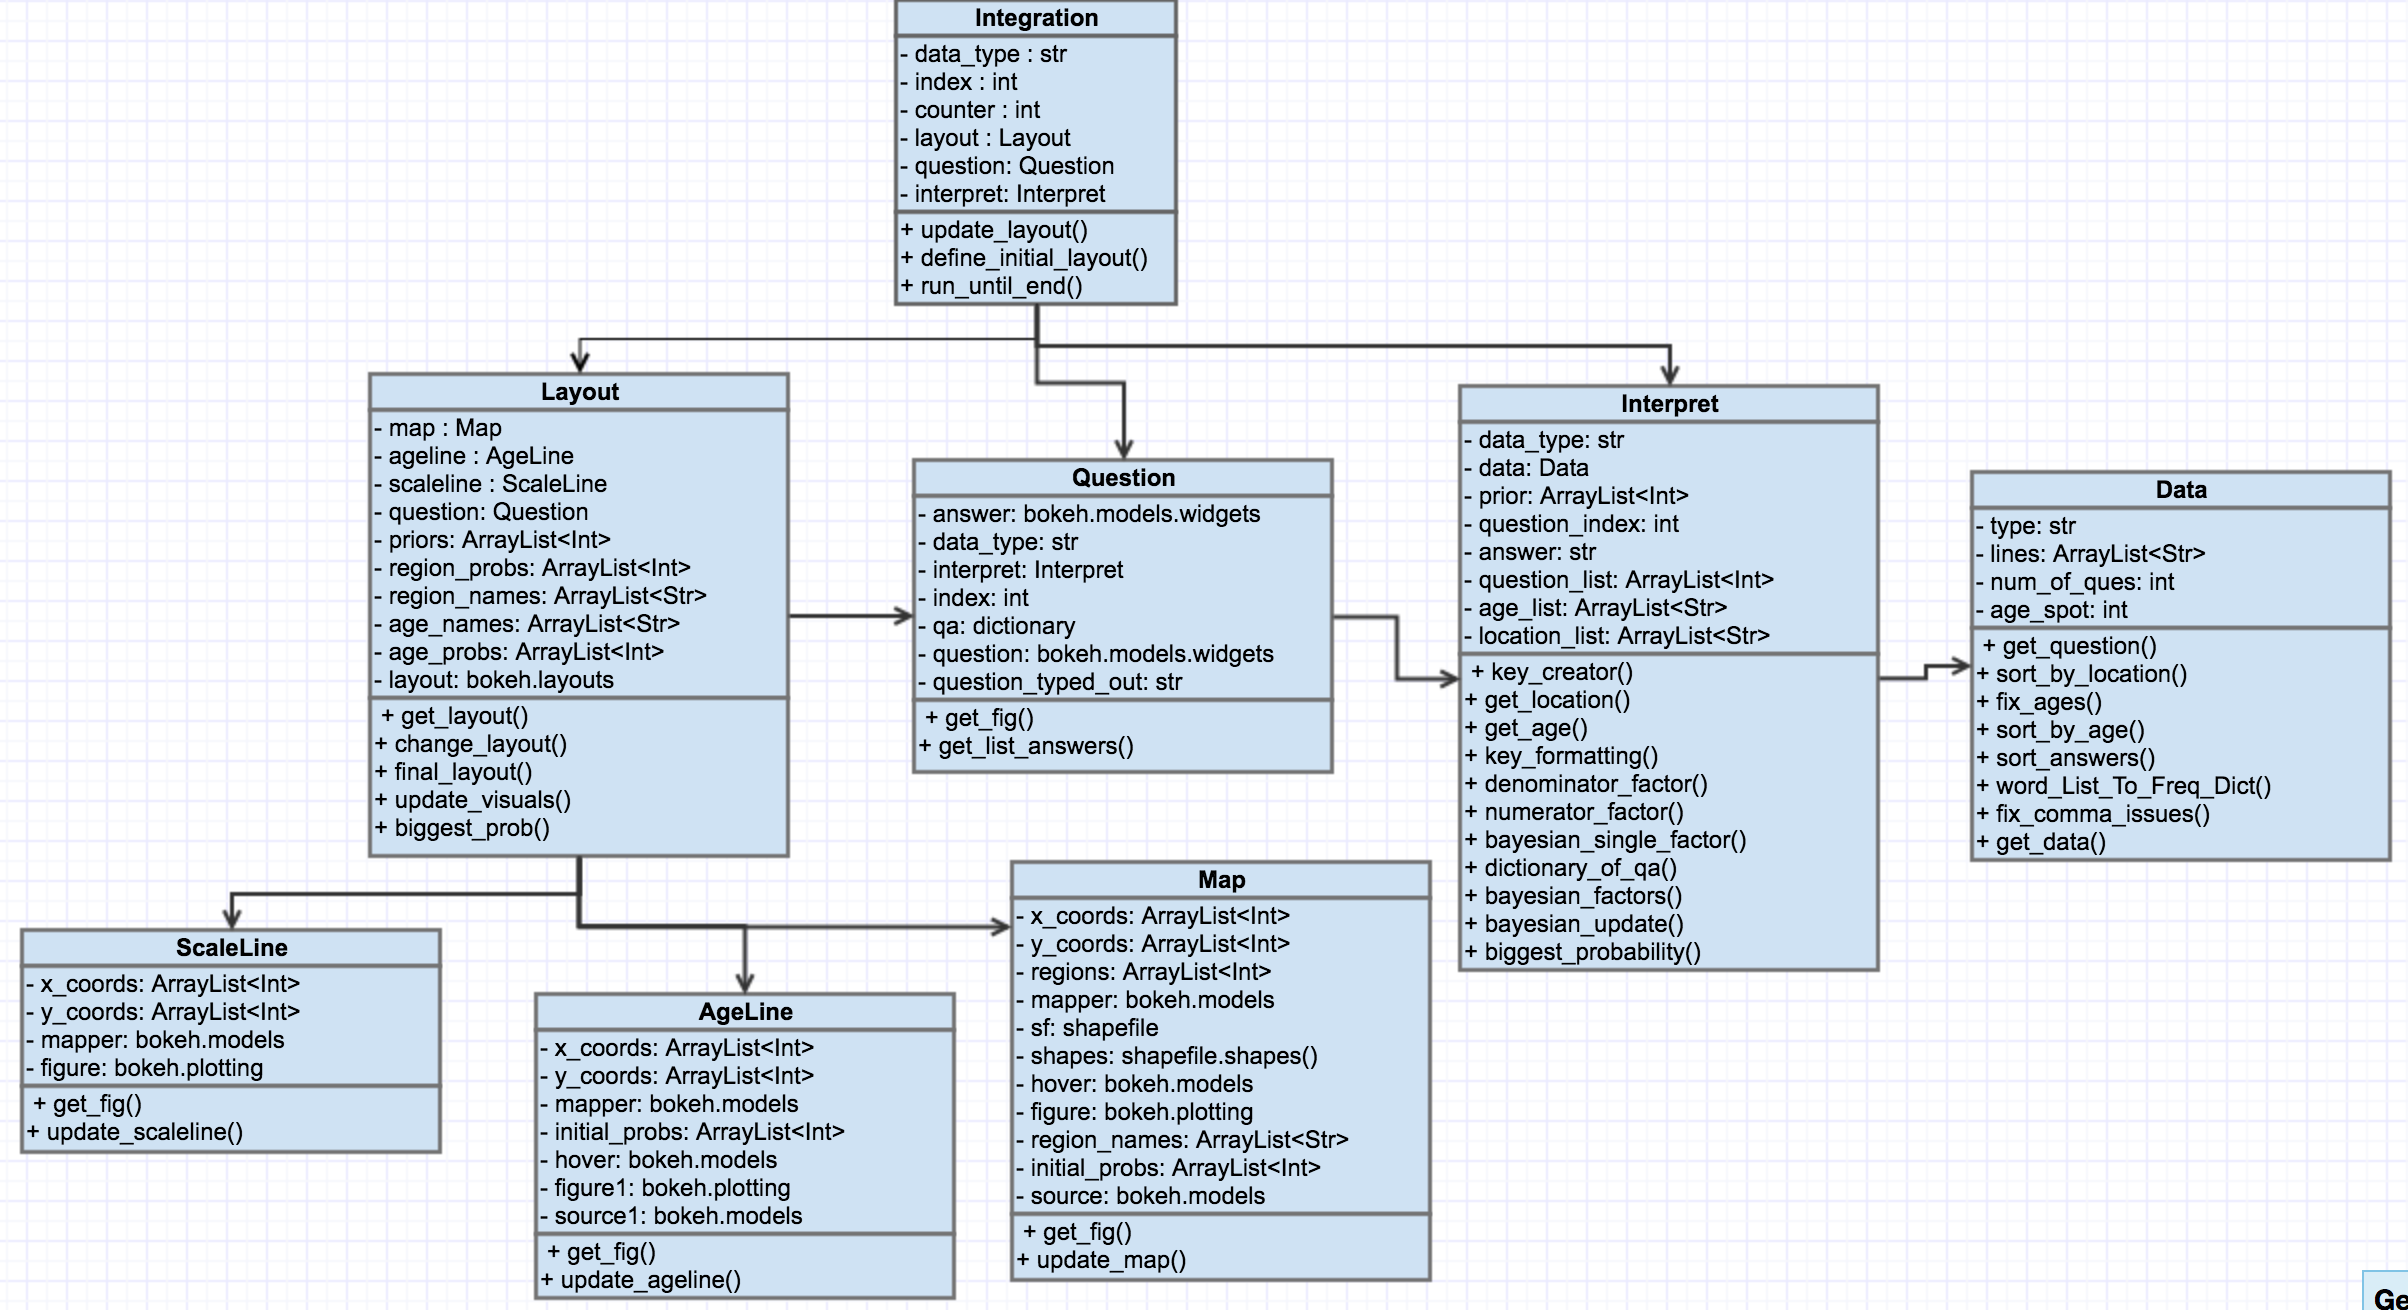 Integration
- data_type : str
- index : int
- counter : int
- layout : Layout
- question: Question
- interpret: Interpret
+ update_layout()
+ define_initial_layout()
+ run_until_end()
Layout
- map : Map
- ageline : AgeLine
- scaleline : ScaleLine
- question: Question
- priors: ArrayList<Int>
- region_probs: ArrayList<Int>
- region_names: ArrayList<Str>
- age_names: ArrayList<Str>
- age_probs: ArrayList<Int>
- layout: bokeh.layouts
+ get_layout()
+ change_layout()
+ final_layout()
+ update_visuals()
+ biggest_prob()
Question
- answer: bokeh.models.widgets
- data_type: str
- interpret: Interpret
- index: int
- qa: dictionary
- question: bokeh.models.widgets
- question_typed_out: str
+ get_fig()
+ get_list_answers()
Interpret
- data_type: str
- data: Data
- prior: ArrayList<Int>
- question_index: int
- answer: str
- question_list: ArrayList<Int>
- age_list: ArrayList<Str>
- location_list: ArrayList<Str>
+ key_creator()
+ get_location()
+ get_age()
+ key_formatting()
+ denominator_factor()
+ numerator_factor()
+ bayesian_single_factor()
+ dictionary_of_qa()
+ bayesian_factors()
+ bayesian_update()
+ biggest_probability()
Data
- type: str
- lines: ArrayList<Str>
- num_of_ques: int
- age_spot: int
+ get_question()
+ sort_by_location()
+ fix_ages()
+ sort_by_age()
+ sort_answers()
+ word_List_To_Freq_Dict()
+ fix_comma_issues()
+ get_data()
ScaleLine
- x_coords: ArrayList<Int>
- y_coords: ArrayList<Int>
- mapper: bokeh.models
- figure: bokeh.plotting
+ get_fig()
+ update_scaleline()
AgeLine
- x_coords: ArrayList<Int>
- y_coords: ArrayList<Int>
- mapper: bokeh.models
- initial_probs: ArrayList<Int>
- hover: bokeh.models
- figure1: bokeh.plotting
- source1: bokeh.models
+ get_fig()
+ update_ageline()
Map
- x_coords: ArrayList<Int>
- y_coords: ArrayList<Int>
- regions: ArrayList<Int>
- mapper: bokeh.models
- sf: shapefile
- shapes: shapefile.shapes()
- hover: bokeh.models
- figure: bokeh.plotting
- region_names: ArrayList<Str>
- initial_probs: ArrayList<Int>
- source: bokeh.models
+ get_fig()
+ update_map()